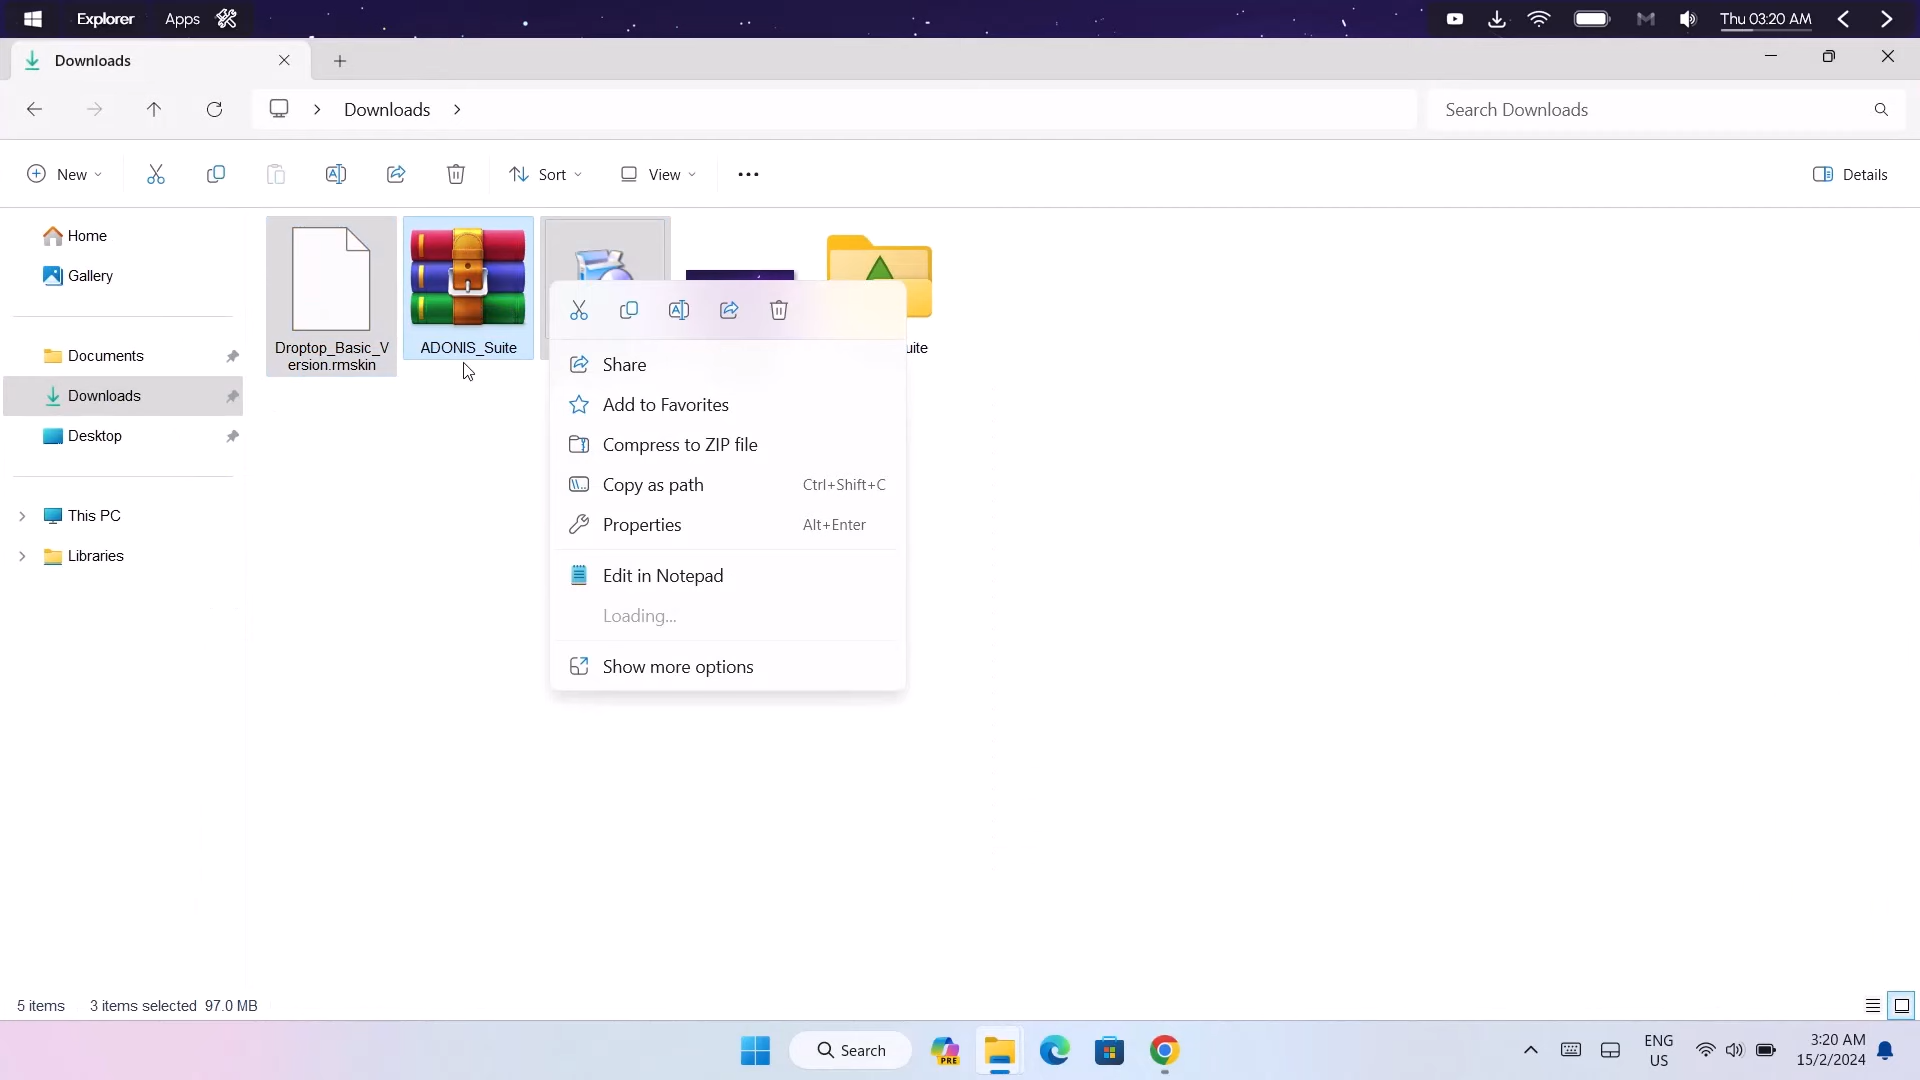 Explorer Apps Thu 03:20 AM
Downloads
Downloads
Search Downloads
New Sort View Details
Home
Gallery
Documents
Downloads
Desktop
This PC
Libraries
Droptop_Basic_V
ersion.rmskin
ADONIS_Suite
uite
Share
Add to Favorites
Compress to ZIP file
Copy as path Ctrl+Shift+C
Properties Alt+Enter
Edit in Notepad
Loading...
Show more options
5 items 3 items selected 97.0 MB
Search
PRE
ENG
US
3:20 AM
15/2/2024